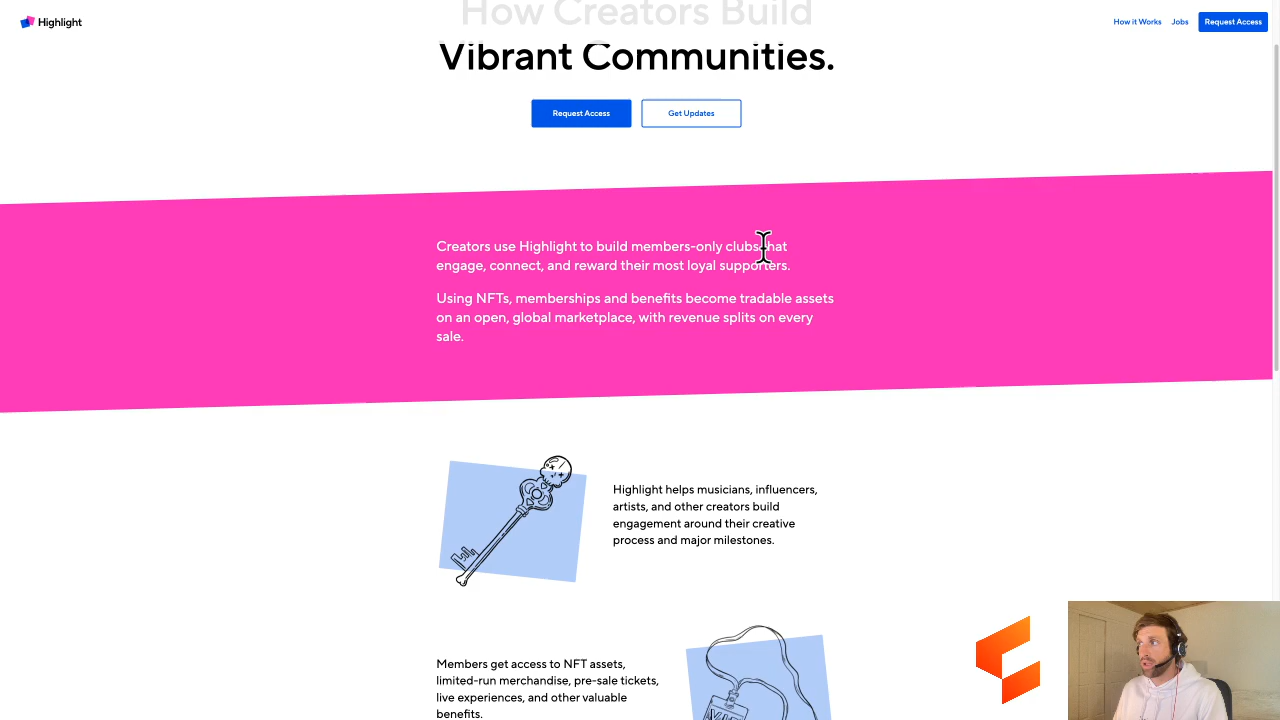 How Creators Build
Highlight
How it Works
Jobs
Request Access
Vibrant Communities.
Request Access
Get Updates
Creators use Highlight to build members-only clubs that
engage, connect, and reward their most loyal supporters.
Using NFTs, memberships and benefits become tradable assets
on an open, global marketplace, with revenue splits on every
sale.
Highlight helps musicians, influencers,
artists, and other creators build
engagement around their creative
process and major milestones.
Members get access to NFT assets,
limited-run merchandise, pre-sale tickets,
live experiences, and other valuable
benefits.
VIP